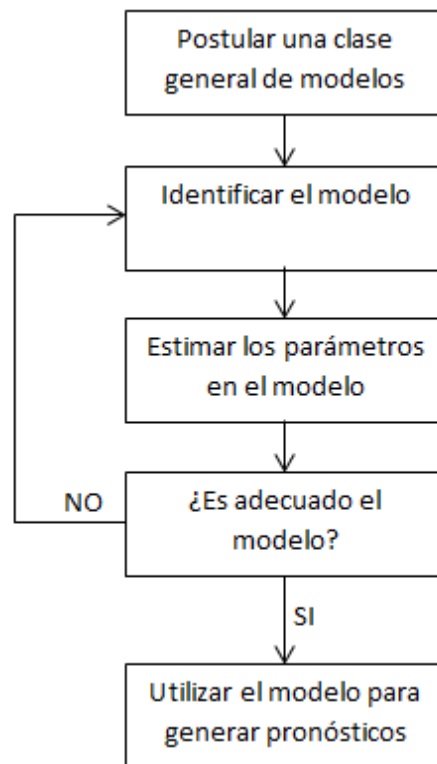 Postular una clase
general de modelos
Identificar el modelo
Estimar los parámetros
en el modelo
NO
¿Es adecuado el
modelo?
SI
Utilizar el modelo para
generar pronósticos